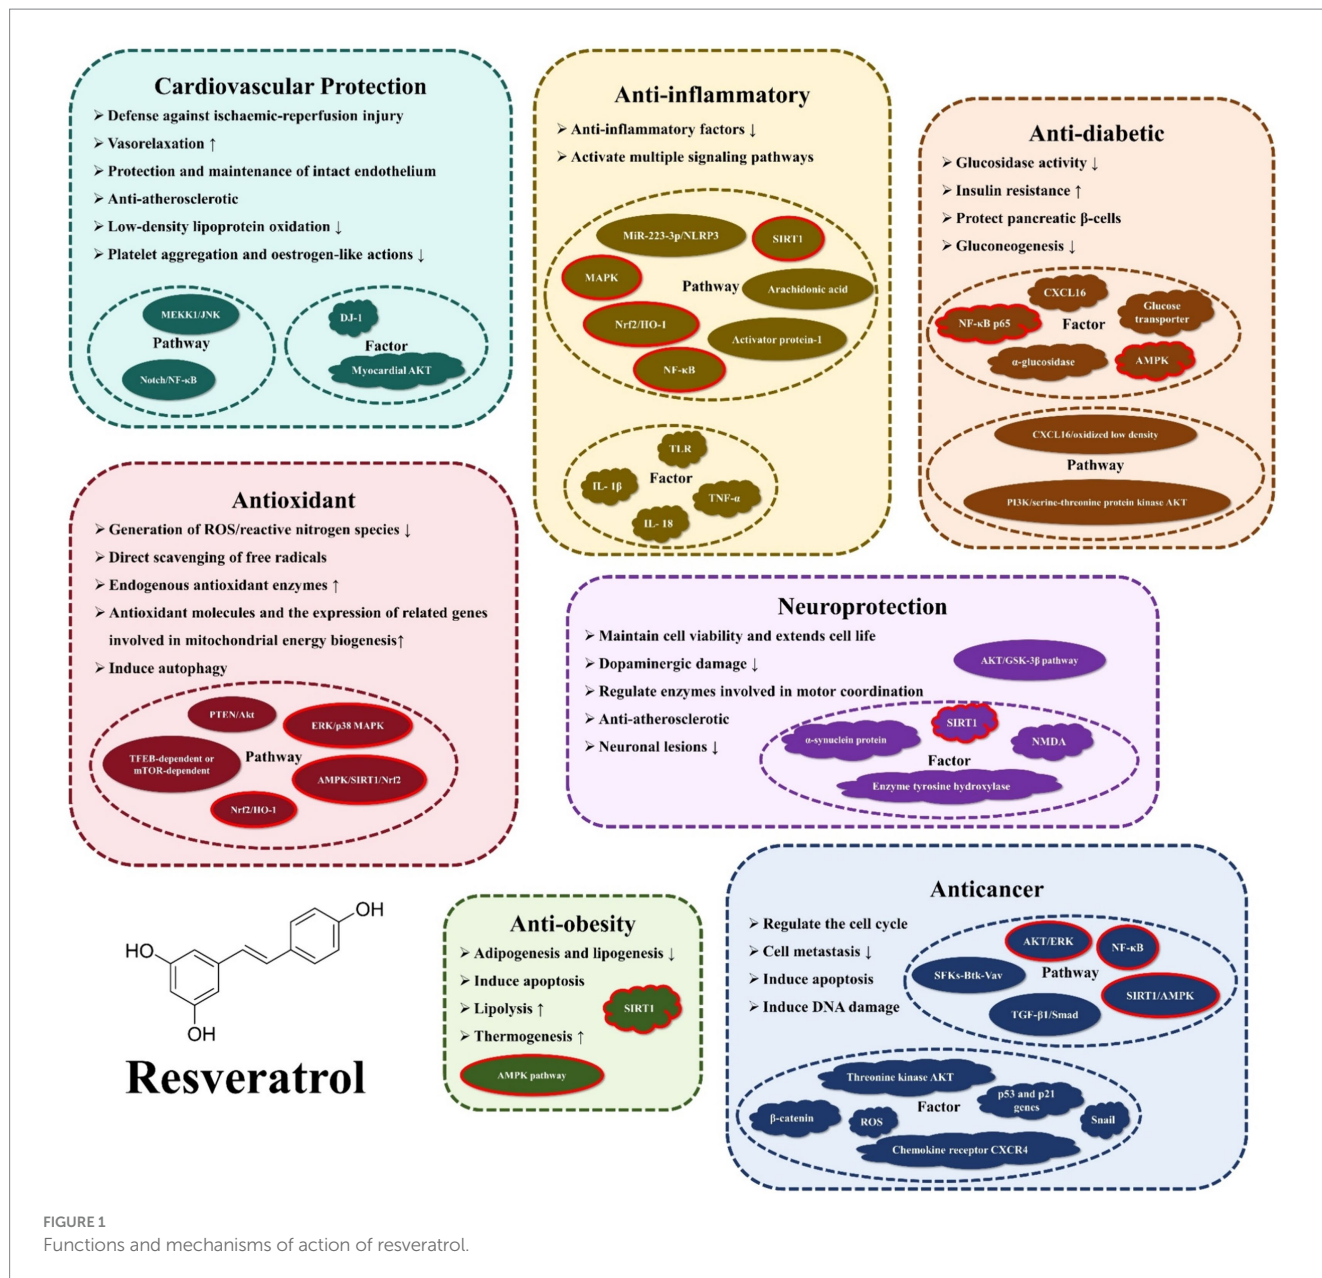 Cardiovascular Protection
➢ Defense against ischaemic-reperfusion injury
➢ Vasorelaxation ↑
➢ Protection and maintenance of intact endothelium
➢ Anti-atherosclerotic
➢ Low-density lipoprotein oxidation ↓
➢ Platelet aggregation and oestrogen-like actions ↓
MEKK1/JNK
Pathway
Notch/NF-κB
DJ-1
Factor
Myocardial AKT
Anti-inflammatory
➢ Anti-inflammatory factors ↓
➢ Activate multiple signaling pathways
MiR-223-3p/NLRP3
SIRT1
MAPK
Pathway
Arachidonic acid
Nrf2/HO-1
Activator protein-1
NF-κB
TLR
IL- 1β
Factor
TNF-α
IL- 18
Anti-diabetic
➢ Glucosidase activity ↓
➢ Insulin resistance ↑
➢ Protect pancreatic β-cells
➢ Gluconeogenesis ↓
CXCL16
Glucose
transporter
NF-κB p65
Factor
α-glucosidase
AMPK
CXCL16/oxidized low density
Pathway
PI3K/serine-threonine protein kinase AKT
Antioxidant
➢ Generation of ROS/reactive nitrogen species ↓
➢ Direct scavenging of free radicals
➢ Endogenous antioxidant enzymes ↑
➢ Antioxidant molecules and the expression of related genes
involved in mitochondrial energy biogenesis↑
➢ Induce autophagy
PTEN/Akt
ERK/p38 MAPK
TFEB-dependent or
mTOR-dependent
Pathway
AMPK/SIRT1/Nrf2
Nrf2/HO-1
Neuroprotection
➢ Maintain cell viability and extends cell life
➢ Dopaminergic damage ↓
➢ Regulate enzymes involved in motor coordination
➢ Anti-atherosclerotic
➢ Neuronal lesions ↓
AKT/GSK-3β pathway
SIRT1
α-synuclein protein
NMDA
Factor
Enzyme tyrosine hydroxylase
OH
HO
OH
Resveratrol
Anti-obesity
➢ Adipogenesis and lipogenesis ↓
➢ Induce apoptosis
➢ Lipolysis ↑
➢ Thermogenesis ↑
SIRT1
AMPK pathway
Anticancer
➢ Regulate the cell cycle
➢ Cell metastasis ↓
➢ Induce apoptosis
➢ Induce DNA damage
AKT/ERK
NF-κB
SFKs-Btk-Vav
Pathway
SIRT1/AMPK
TGF-β1/Smad
Threonine kinase AKT
p53 and p21
genes
Factor
β-catenin
ROS
Snail
Chemokine receptor CXCR4
FIGURE 1
Functions and mechanisms of action of resveratrol.